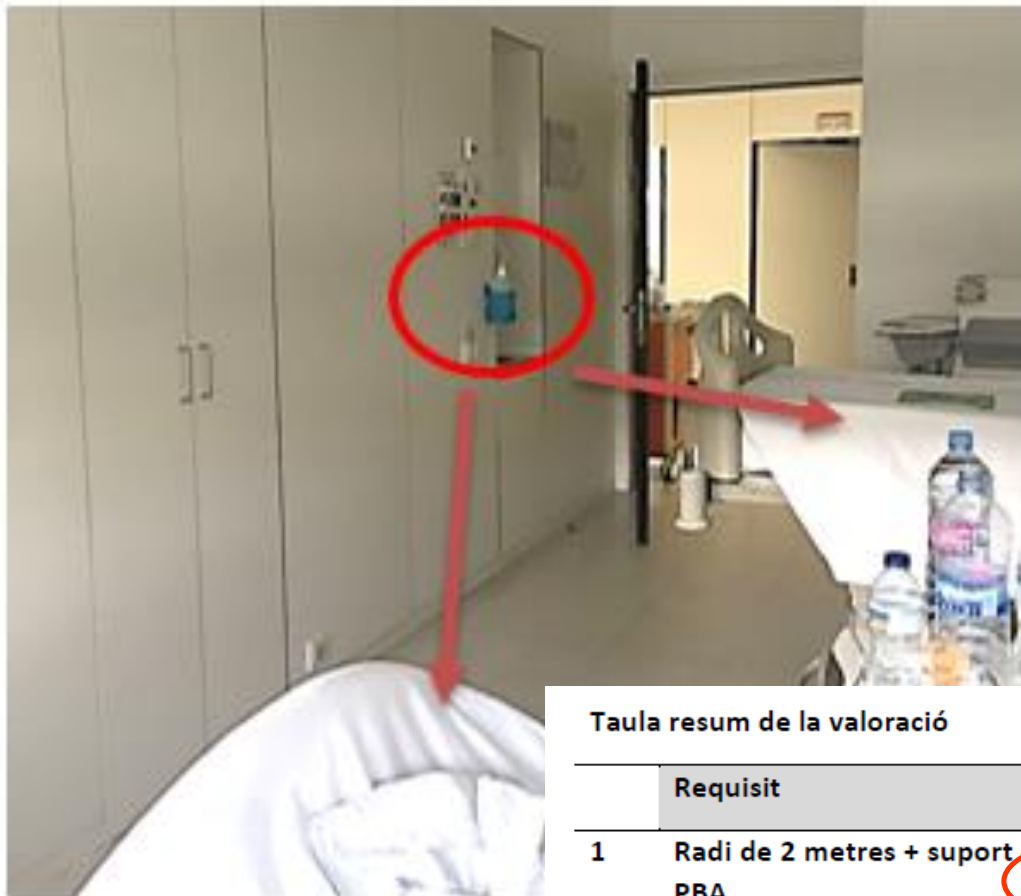 Taula resum de la valoració
Requisit
1 Radi de 2 metres + suport
PBA